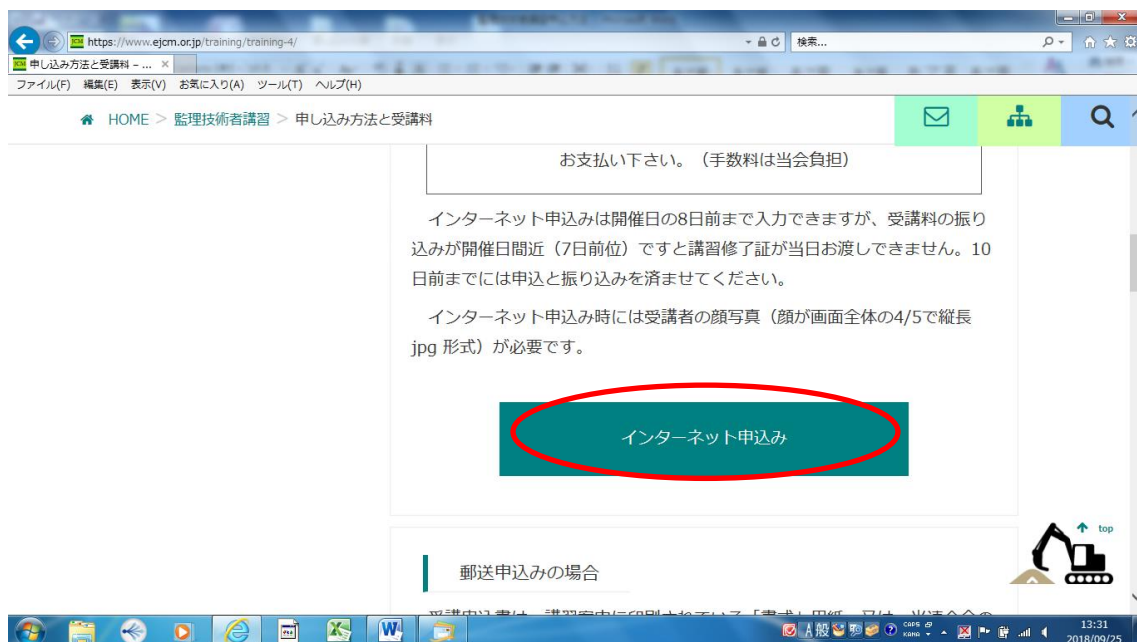 https://www.ejcm.or.jp/training/training-4/
検索...
申し込み方法と受講料 – ...
ファイル(F) 編集(E) 表示(V) お気に入り(A) ツール(T) ヘルプ(H)
HOME > 監理技術者講習 > 申し込み方法と受講料
お支払い下さい。（手数料は当会負担）
インターネット申込みは開催日の8日前まで入力できますが、受講料の振り
込みが開催日間近（7日前位）ですと講習修了証が当日お渡しできません。10
日前までには申込と振り込みを済ませてください。
インターネット申込み時には受講者の顔写真（顔が画面全体の4/5で縦長
jpg 形式）が必要です。
インターネット申込み
top
郵送申込みの場合
A 般
CAPS
KANA
13:31
2018/09/25